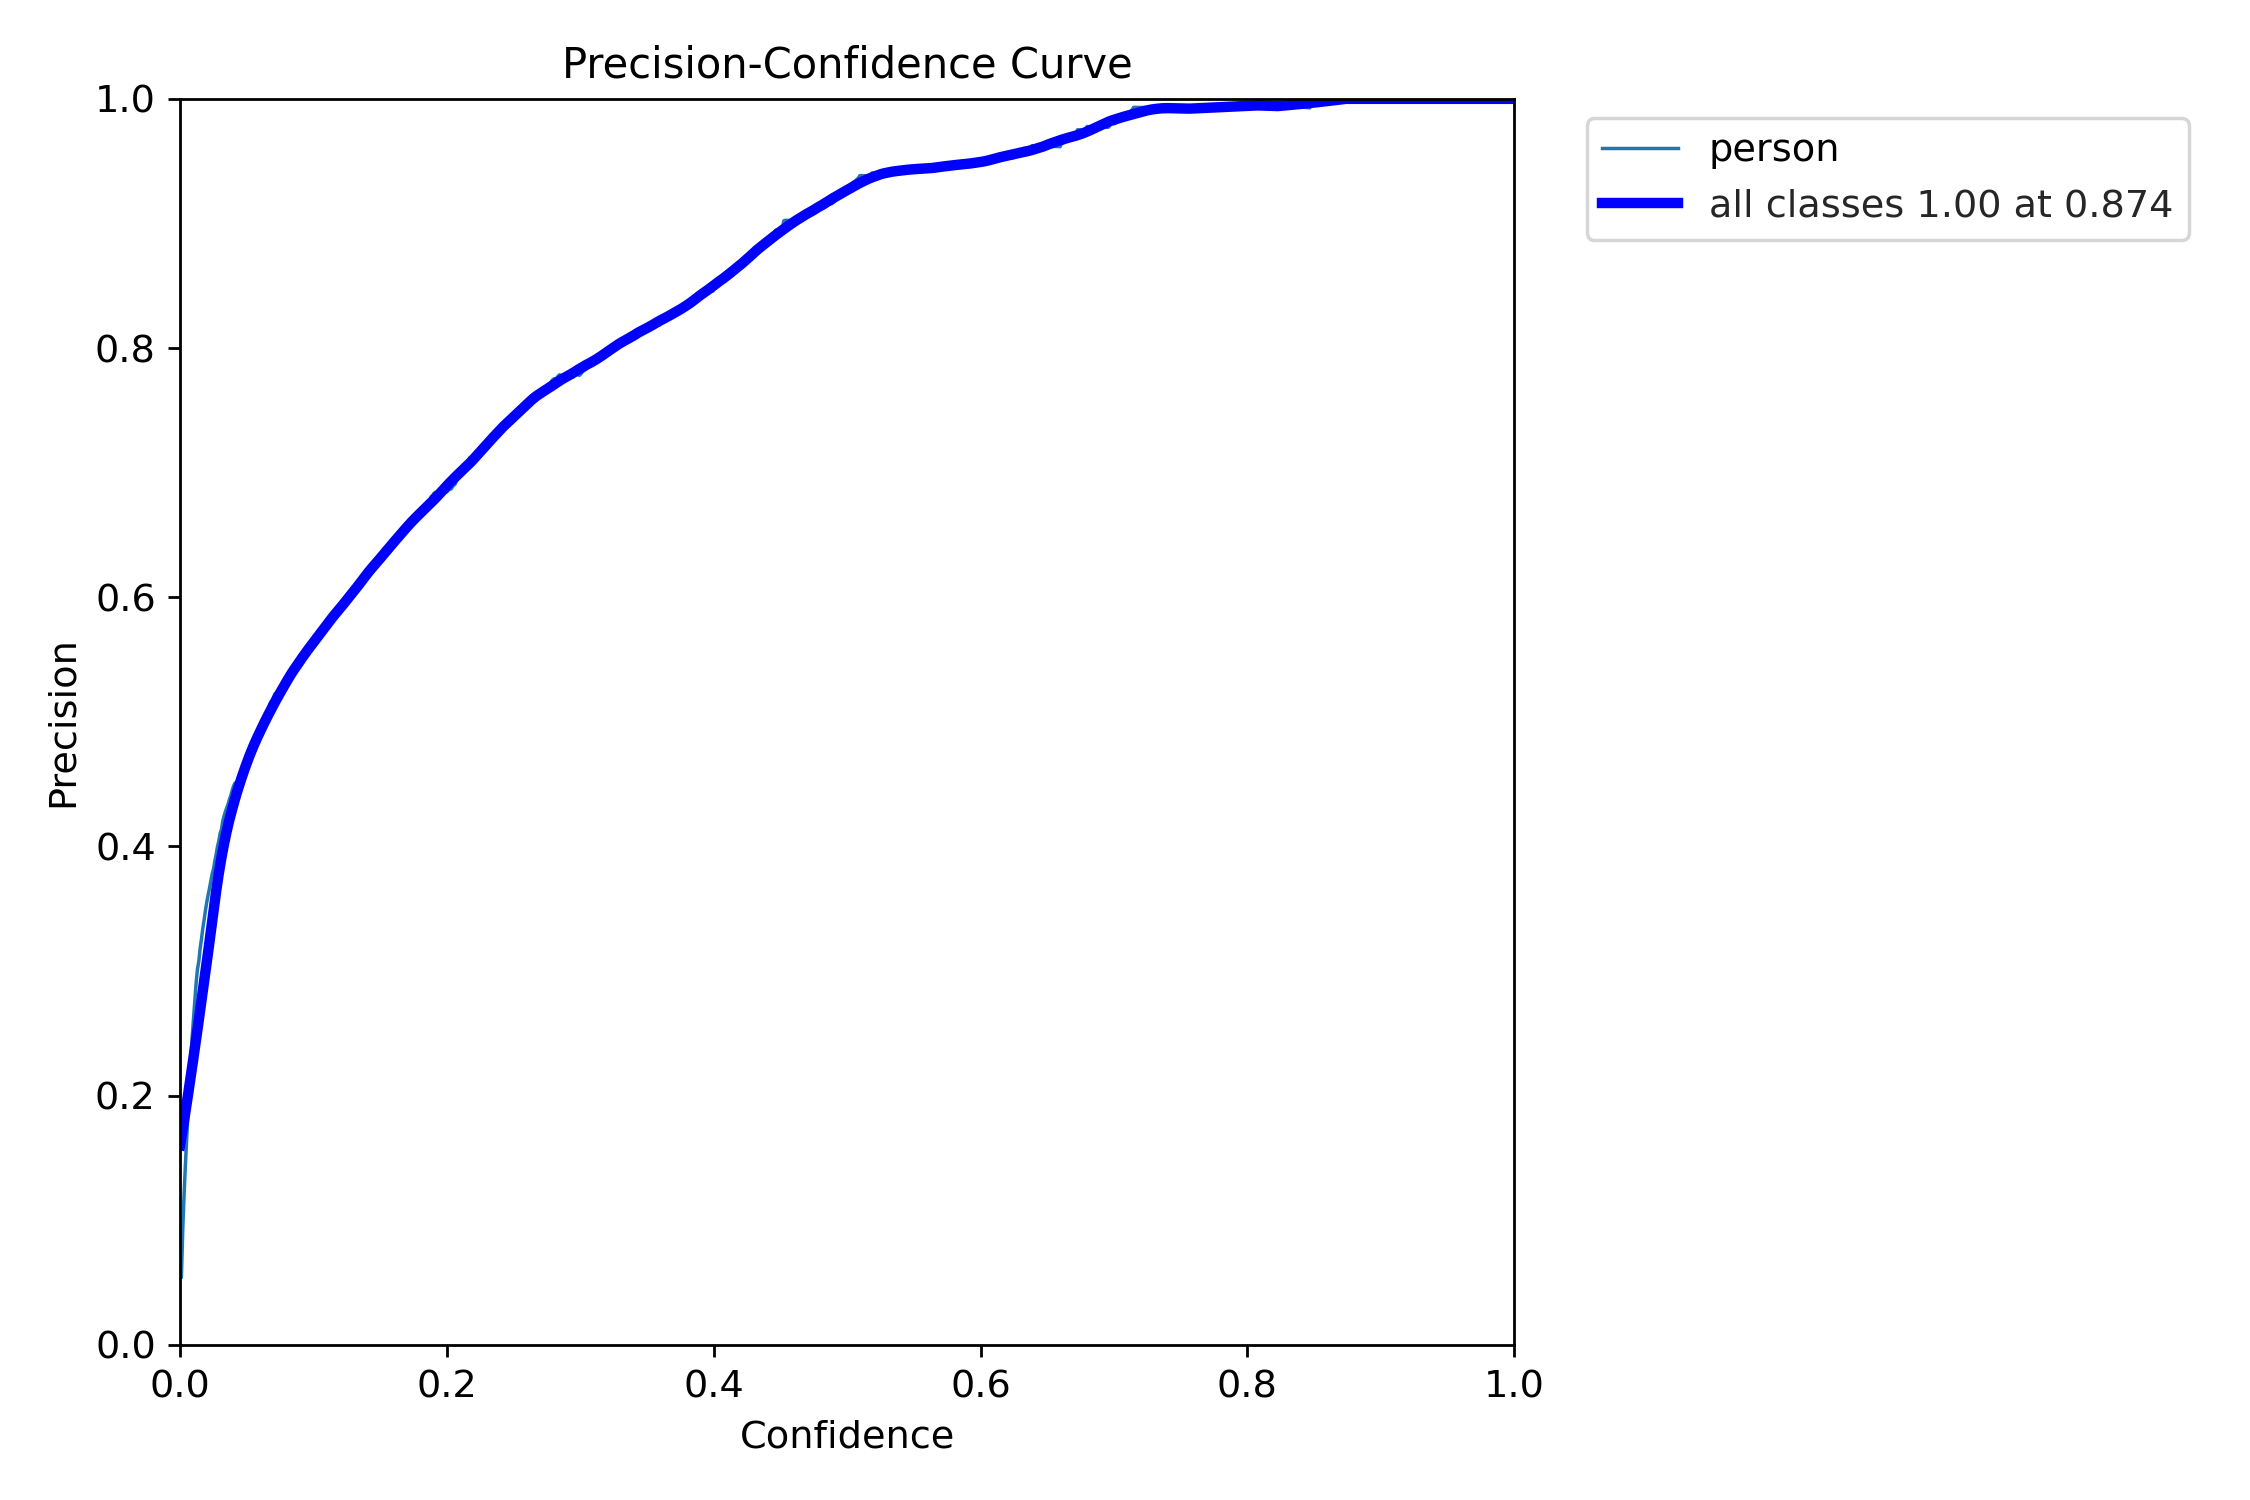 Precision-Confidence Curve
person
all classes 1.00 at 0.874
1.0
0.8
0.6
0.4
0.2
0.0
Precision
0.0 0.2 0.4 0.6 0.8 1.0
Confidence